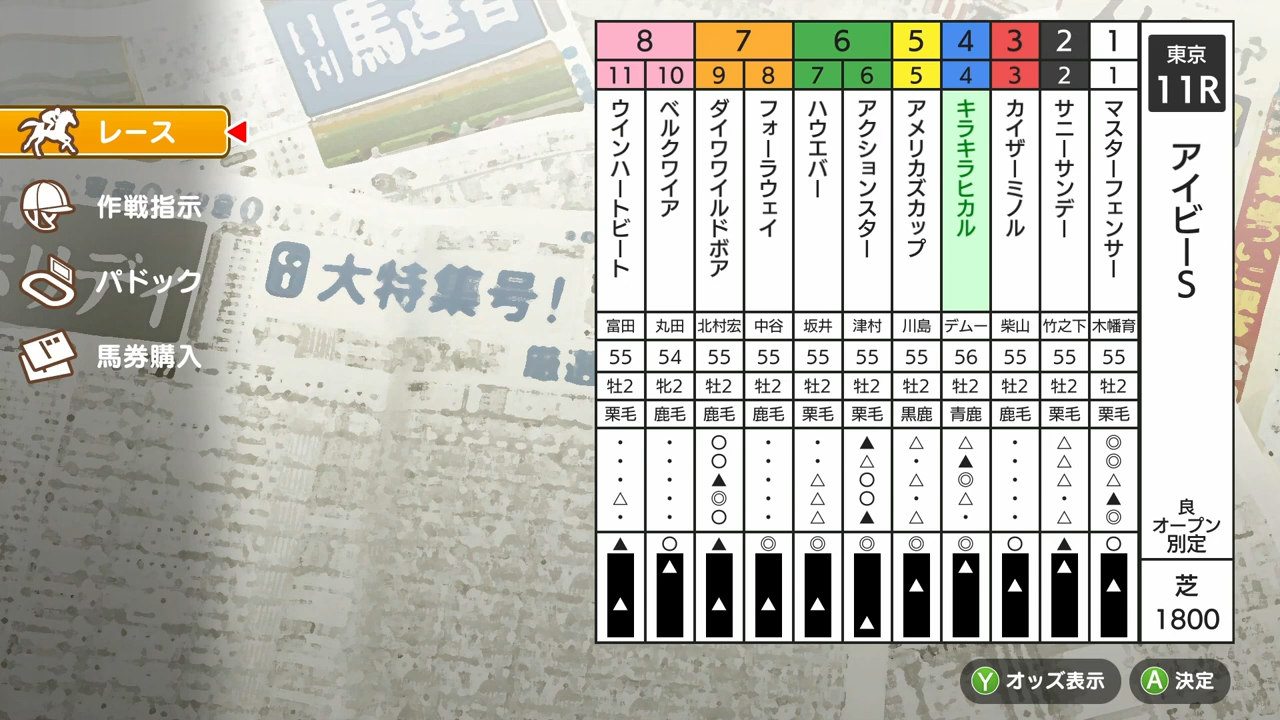 日刊馬達者
大特集号!
レース
作戦指示
パドック
馬券購入
東京
11R
アイビーS
良
オープン
別定
芝
1800
8 7 6 5 4 3 2 1
11 10 9 8 7 6 5 4 3 2 1
ウインハートビート
ベルクワイア
ダイワワイルドボア
フォーラウェイ
ハウエバー
アクションスター
アメリカズカップ
キラキラヒカル
カイザーミノル
サニーサンデー
マスターフェンサー
富田 丸田 北村宏 中谷 坂井 津村 川島 デムー 柴山 竹之下 木幡育
55 54 55 55 55 55 55 56 55 55 55
牡2 牝2 牡2 牡2 牡2 牡2 牡2 牡2 牡2 牡2 牡2
栗毛 鹿毛 鹿毛 鹿毛 栗毛 栗毛 黒鹿 青鹿 鹿毛 栗毛 栗毛
・ ・ ○ ・ ・ ▲ △ △ ・ △ ◎
・ ・ ○ ・ ・ △ ・ ▲ ・ △ ◎
・ ・ ▲ ・ △ ○ △ ◎ ・ △ △
△ ・ ◎ ・ △ ○ ・ △ ・ ・ ▲
・ ・ ○ ・ △ ▲ △ ・ ・ △ ◎
▲ ○ ▲ ◎ ◎ ◎ ◎ ◎ ○ ▲ ○
Y オッズ表示
A 決定